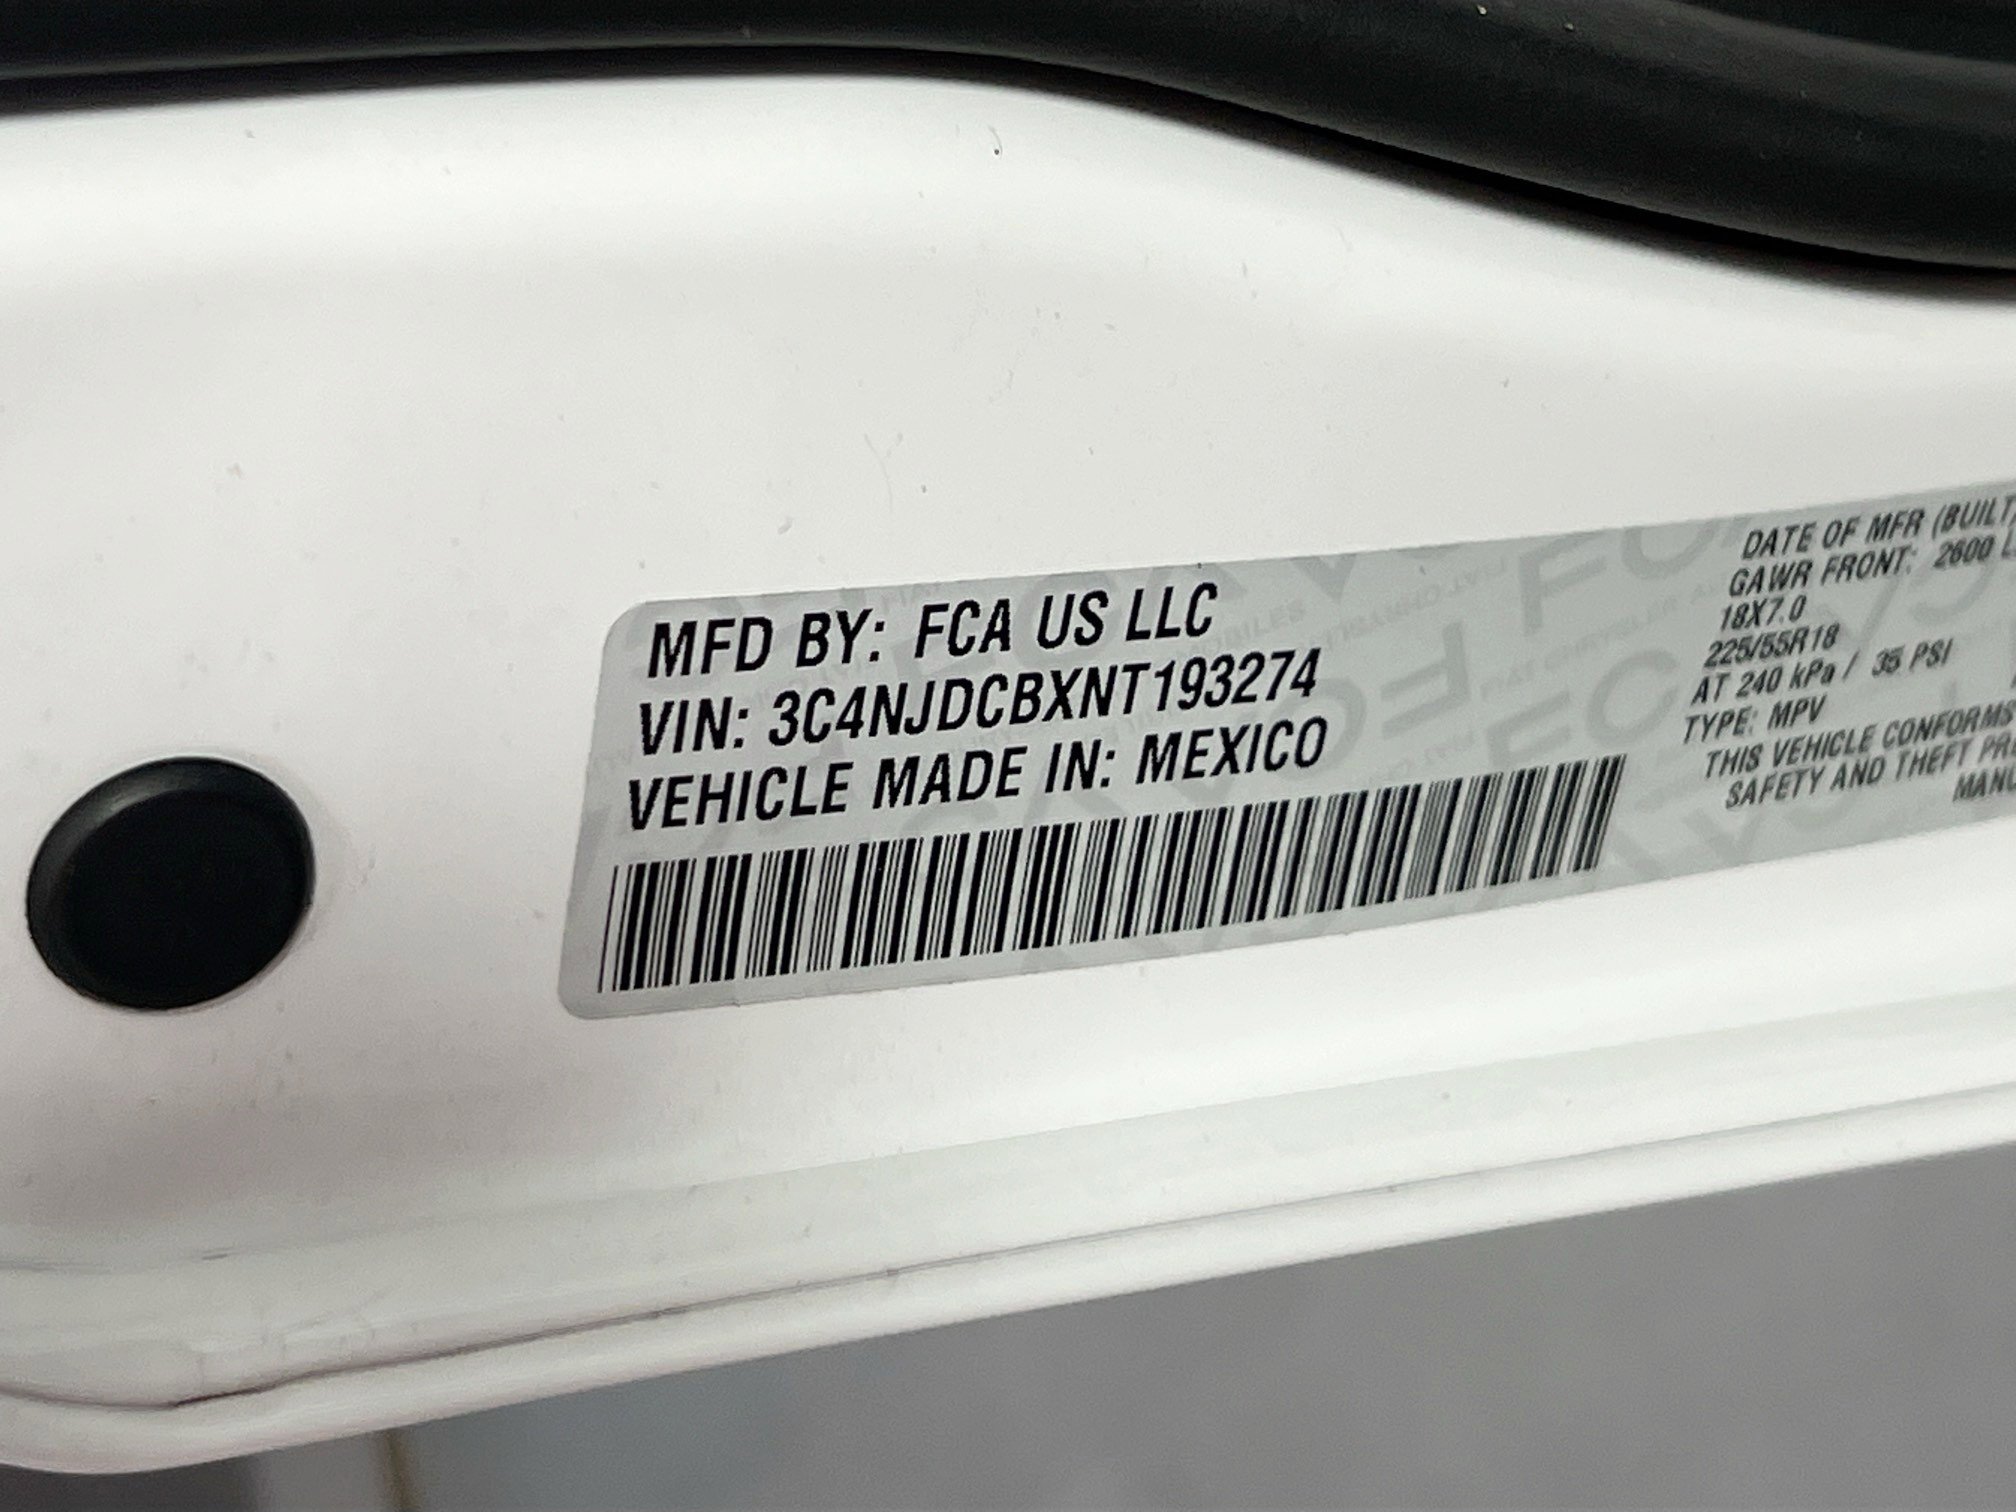 MFD BY: FCA US LLC
VIN: 3C4NJDCBXNT193274
VEHICLE MADE IN: MEXICO
DATE OF MFR (BUILT)
GAWR FRONT: 2600
18X7.0
225/55R18
AT 240 kPa / 35 PSI
TYPE: MPV
THIS VEHICLE CONFORMS
SAFETY AND THEFT